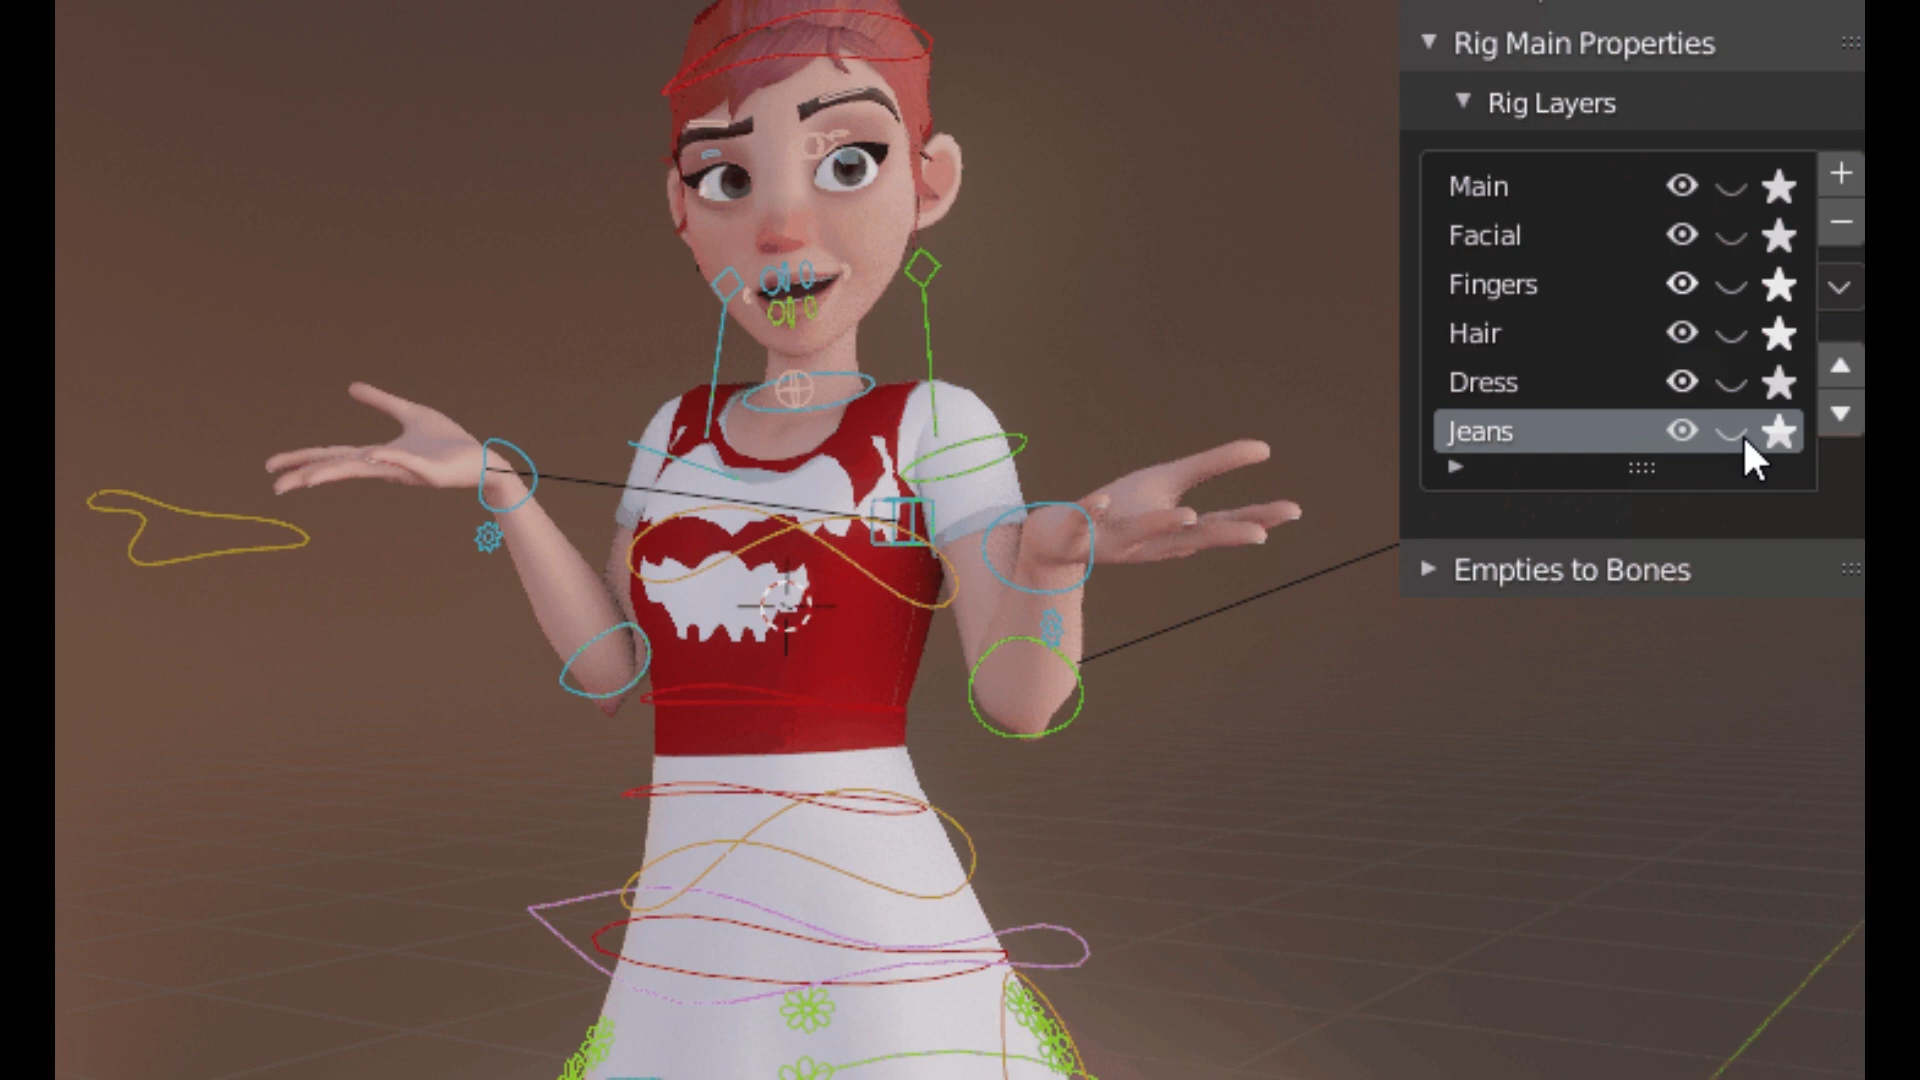 Rig Main Properties
Rig Layers
Main
Facial
Fingers
Hair
Dress
Jeans
Empties to Bones